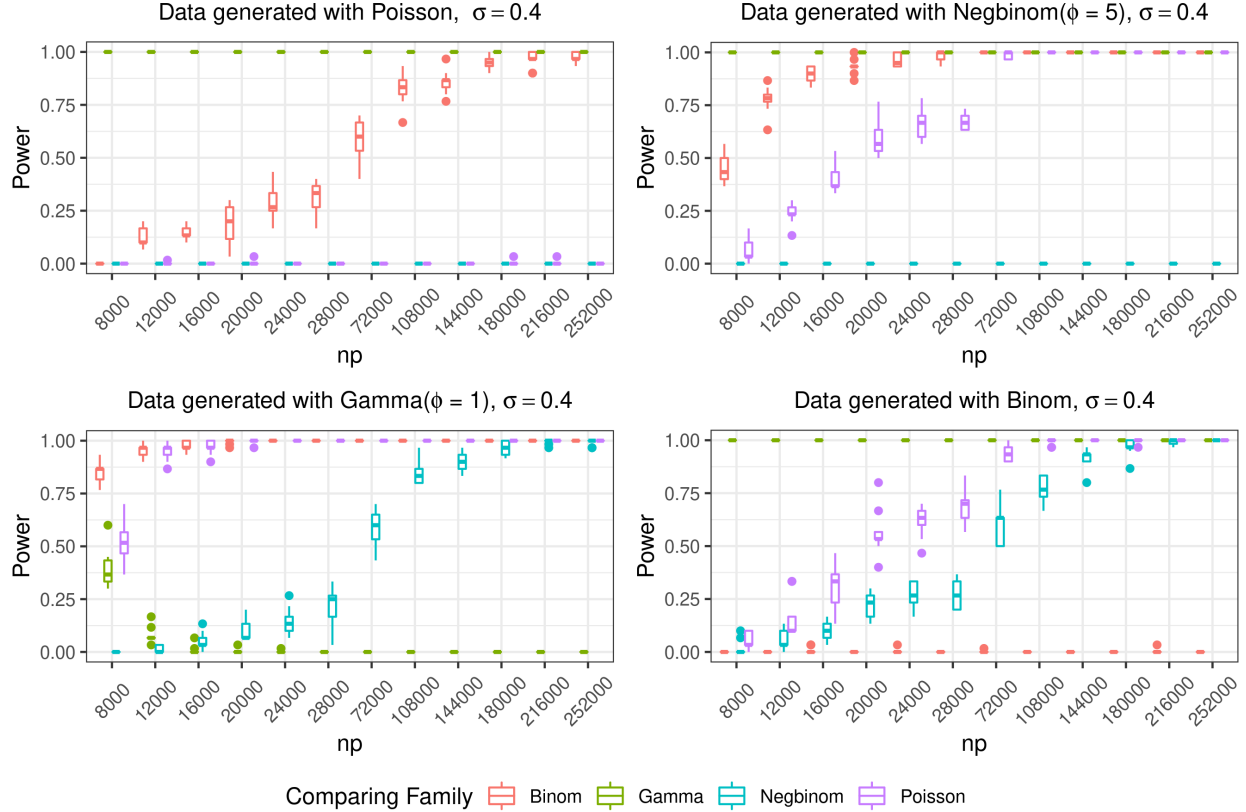 Data generated with Poisson, σ = 0.4
Power
1.00
0.75
0.50
0.25
0.00
8000 12000 16000 20000 24000 28000 72000 108000 144000 180000 216000 252000
np
Data generated with Negbinom(ϕ = 5), σ = 0.4
Power
1.00
0.75
0.50
0.25
0.00
8000 12000 16000 20000 24000 28000 72000 108000 144000 180000 216000 252000
np
Data generated with Gamma(ϕ = 1), σ = 0.4
Power
1.00
0.75
0.50
0.25
0.00
8000 12000 16000 20000 24000 28000 72000 108000 144000 180000 216000 252000
np
Data generated with Binom, σ = 0.4
Power
1.00
0.75
0.50
0.25
0.00
8000 12000 16000 20000 24000 28000 72000 108000 144000 180000 216000 252000
np
Comparing Family Binom Gamma Negbinom Poisson